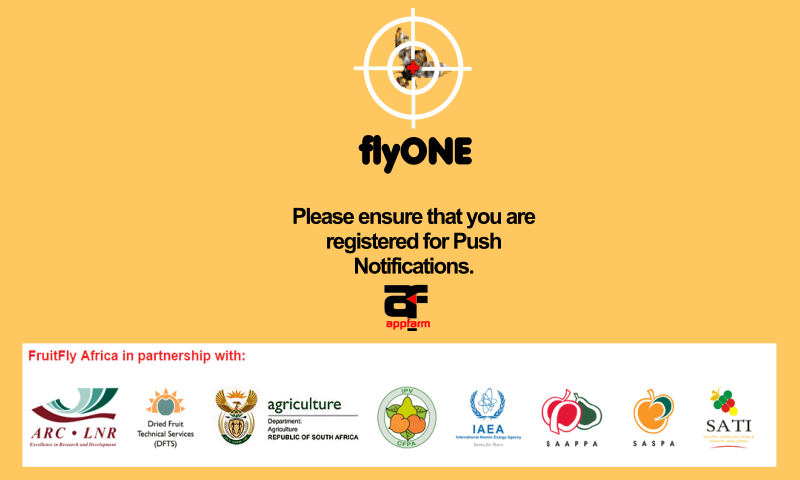 flyONE
Please ensure that you are
registered for Push
Notifications.
af
appfarm
FruitFly Africa in partnership with:
ARC • LNR
Excellence in Research and Development
Dried Fruit
Technical Services
(DFTS)
agriculture
Department:
Agriculture
REPUBLIC OF SOUTH AFRICA
IPV
CFPA
IAEA
International Atomic Energy Agency
Atoms for Peace
SAAPPA
SASPA
SATI